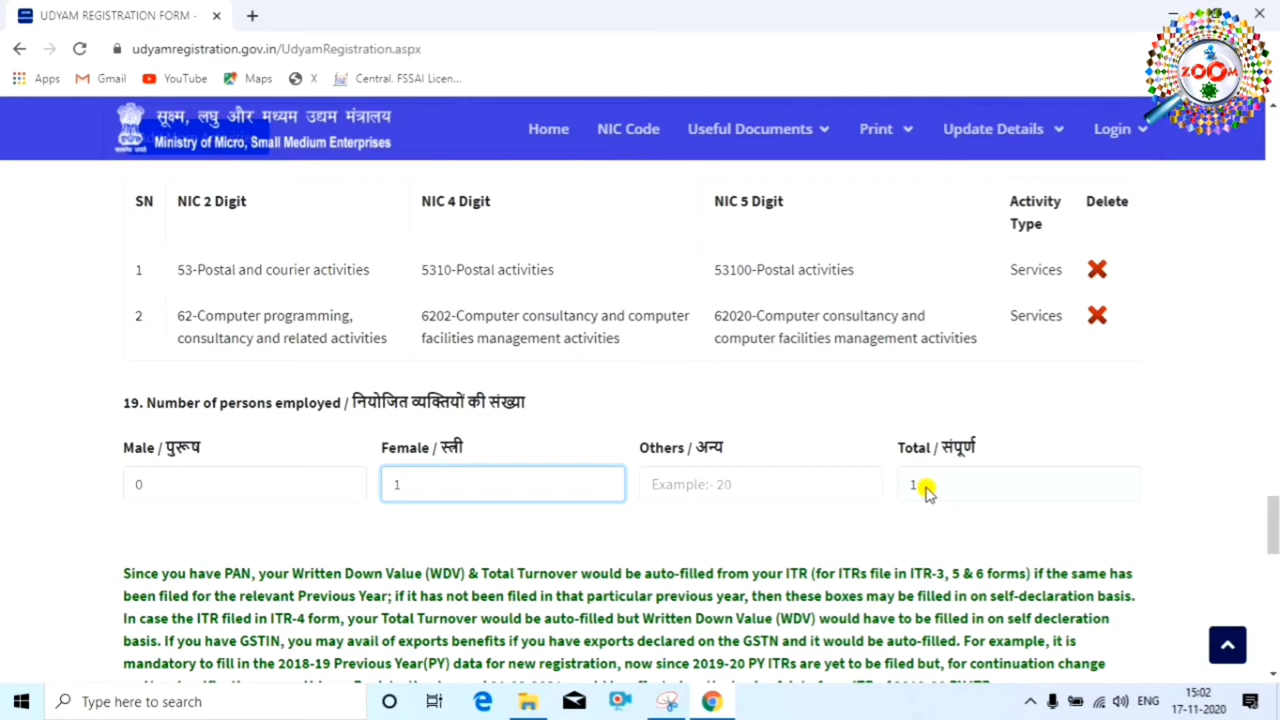 UDYAM REGISTRATION FORM -
udyamregistration.gov.in/UdyamRegistration.aspx
Apps Gmail YouTube Maps X Central. FSSAI Licen...
ZOOM
सूक्ष्म, लघु और मध्यम उद्यम मंत्रालय
Ministry of Micro, Small Medium Enterprises
Home NIC Code Useful Documents Print Update Details Login
SN NIC 2 Digit NIC 4 Digit NIC 5 Digit Activity Type Delete
1 53-Postal and courier activities 5310-Postal activities 53100-Postal activities Services
2 62-Computer programming, 6202-Computer consultancy and computer 62020-Computer consultancy and Services
consultancy and related activities facilities management activities computer facilities management activities
19. Number of persons employed / नियोजित व्यक्तियों की संख्या
Male / पुरूष Female / स्त्री Others / अन्य Total / संपूर्ण
0 1 Example:- 20 1
Since you have PAN, your Written Down Value (WDV) & Total Turnover would be auto-filled from your ITR (for ITRs file in ITR-3, 5 & 6 forms) if the same has
been filed for the relevant Previous Year; if it has not been filed in that particular previous year, then these boxes may be filled in on self-declaration basis.
In case the ITR filed in ITR-4 form, your Total Turnover would be auto-filled but Written Down Value (WDV) would have to be filled in on self decleration
basis. If you have GSTIN, you may avail of exports benefits if you have exports declared on the GSTN and it would be auto-filled. For example, it is
mandatory to fill in the 2018-19 Previous Year(PY) data for new registration, now since 2019-20 PY ITRs are yet to be filed but, for continuation change
Type here to search
ENG
15:02
17-11-2020